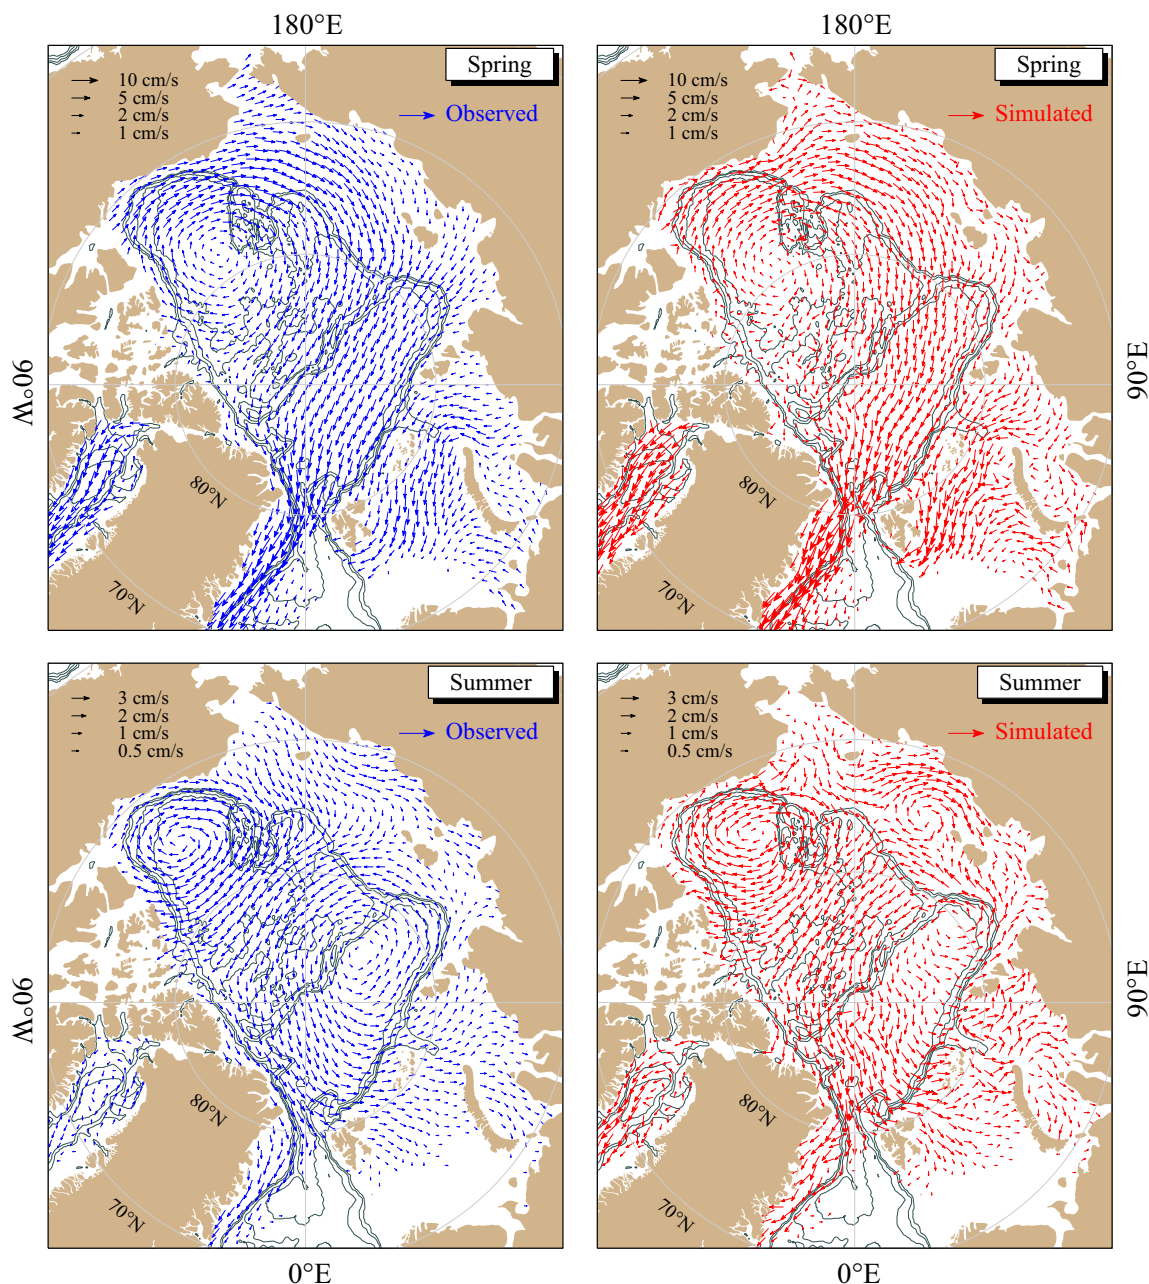 180°E
180°E
Spring
10 cm/s
5 cm/s
2 cm/s
1 cm/s
Observed
80°N
70°N
Spring
10 cm/s
5 cm/s
2 cm/s
1 cm/s
Simulated
80°N
70°N
90°W
90°E
Summer
3 cm/s
2 cm/s
1 cm/s
0.5 cm/s
Observed
80°N
70°N
Summer
3 cm/s
2 cm/s
1 cm/s
0.5 cm/s
Simulated
80°N
70°N
90°W
90°E
0°E
0°E